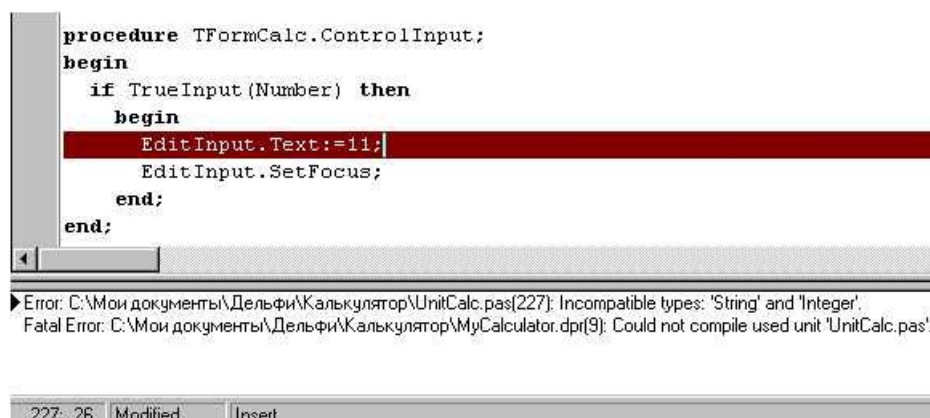 procedure TFormCalc.ControlInput;
begin
if TrueInput(Number) then
begin
EditInput.Text:=11;
EditInput.SetFocus;
end;
end;
Error: C:\Мои документы\Дельфи\Калькулятор\UnitCalc.pas(227): Incompatible types: 'String' and 'Integer'.
Fatal Error: C:\Мои документы\Дельфи\Калькулятор\MyCalculator.dpr(9): Could not compile used unit 'UnitCalc.pas'
227: 26 Modified Insert